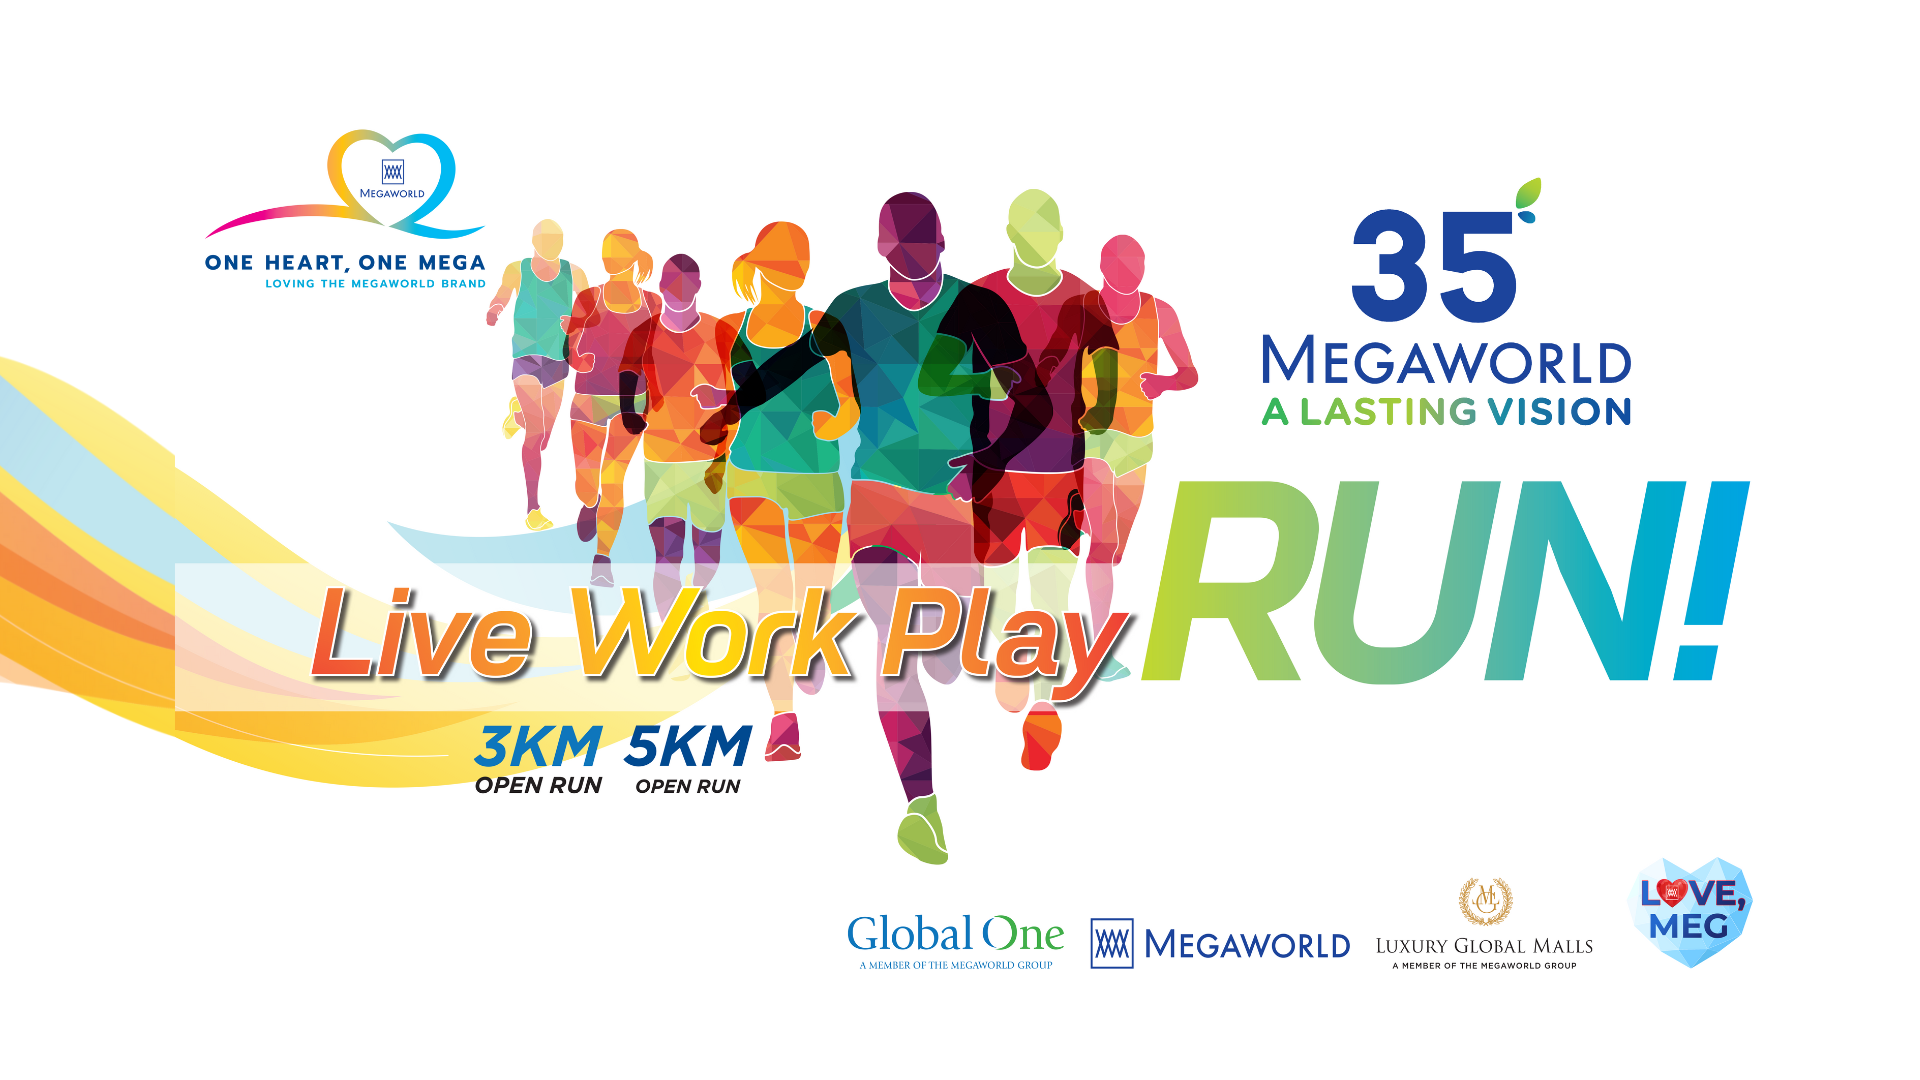 MEGAWORLD
ONE HEART, ONE MEGA
LOVING THE MEGAWORLD BRAND
35
MEGAWORLD
A LASTING VISION
Live Work Play RUN!
3KM 5KM
OPEN RUN OPEN RUN
Global One
A MEMBER OF THE MEGAWORLD GROUP
MEGAWORLD
MG
LUXURY GLOBAL MALLS
A MEMBER OF THE MEGAWORLD GROUP
LOVE,
MEG